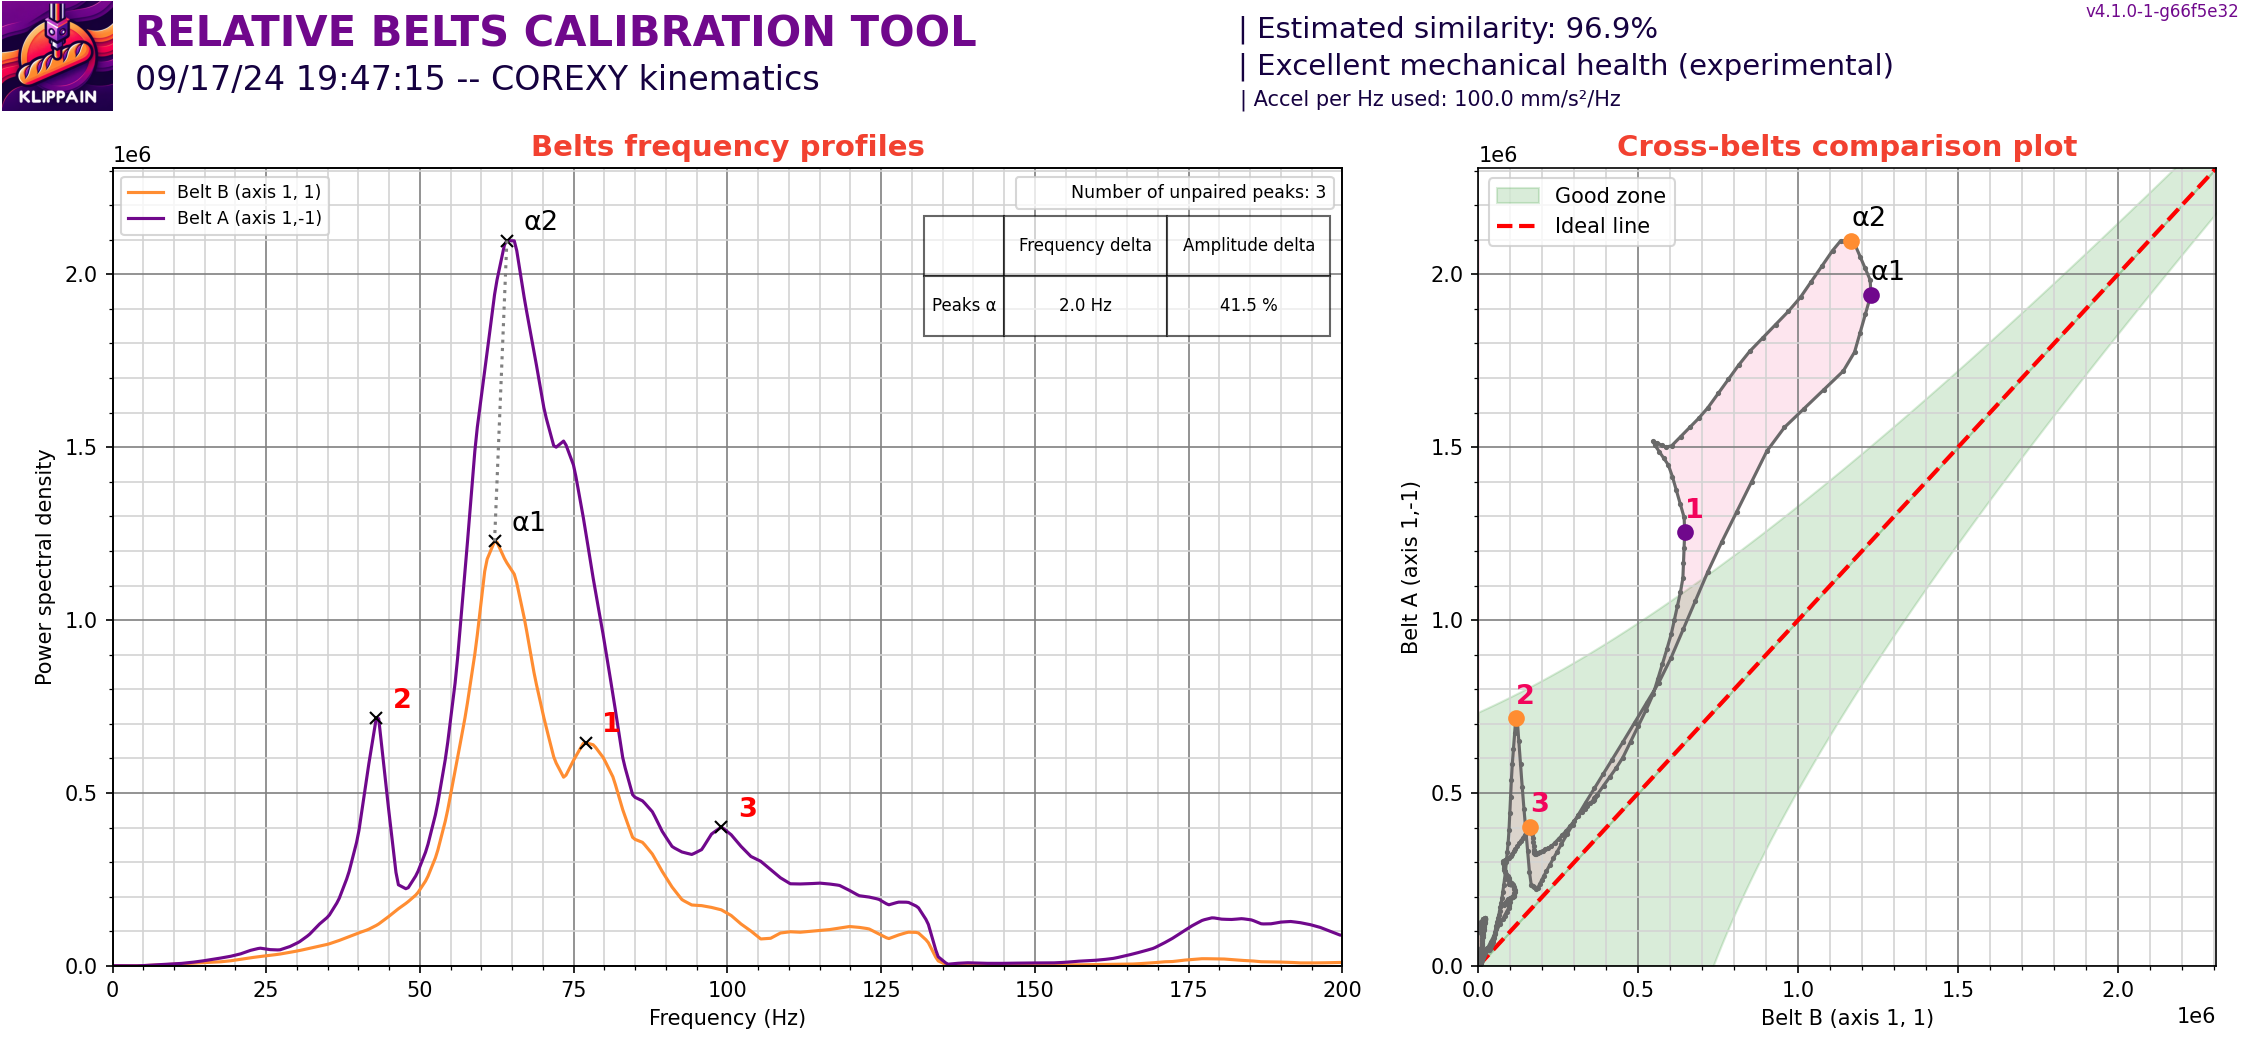 KLIPPAIN
RELATIVE BELTS CALIBRATION TOOL
09/17/24 19:47:15 -- COREXY kinematics
| Estimated similarity: 96.9%
| Excellent mechanical health (experimental)
| Accel per Hz used: 100.0 mm/s²/Hz
v4.1.0-1-g66f5e32
Belts frequency profiles
1e6
Belt B (axis 1, 1)
Belt A (axis 1,-1)
Number of unpaired peaks: 3
Frequency delta Amplitude delta
Peaks α 2.0 Hz 41.5 %
α2
α1
2
1
3
2.0
1.5
1.0
0.5
0.0
Power spectral density
0 25 50 75 100 125 150 175 200
Frequency (Hz)
Cross-belts comparison plot
1e6
Good zone
Ideal line
α2
α1
1
2
3
2.0
1.5
1.0
0.5
0.0
Belt A (axis 1,-1)
0.0 0.5 1.0 1.5 2.0
Belt B (axis 1, 1)
1e6